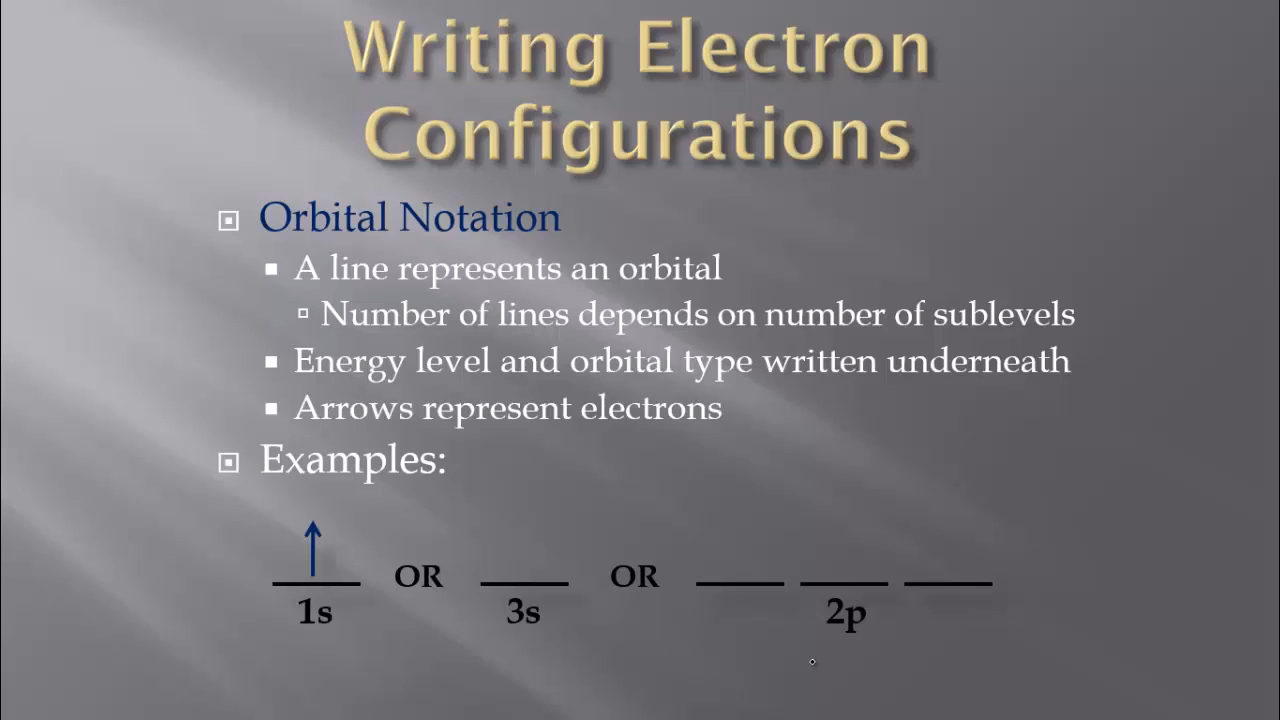 Writing Electron
Configurations
Orbital Notation
A line represents an orbital
Number of lines depends on number of sublevels
Energy level and orbital type written underneath
Arrows represent electrons
Examples:
OR OR
1s 3s 2p